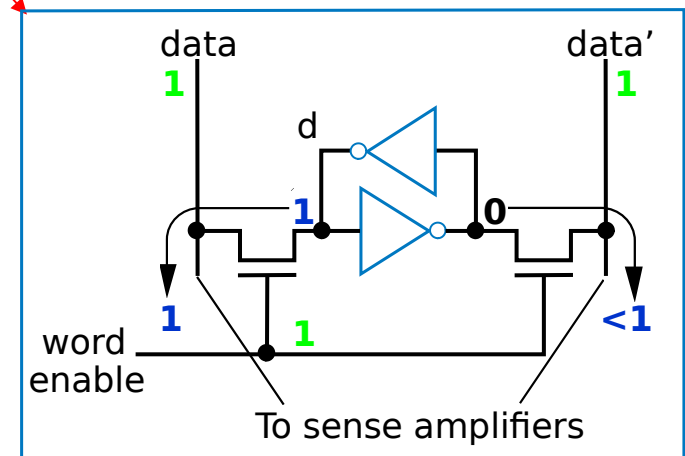 data data’
1 1
d
1 0
1 <1
1
word
enable
To sense amplifiers